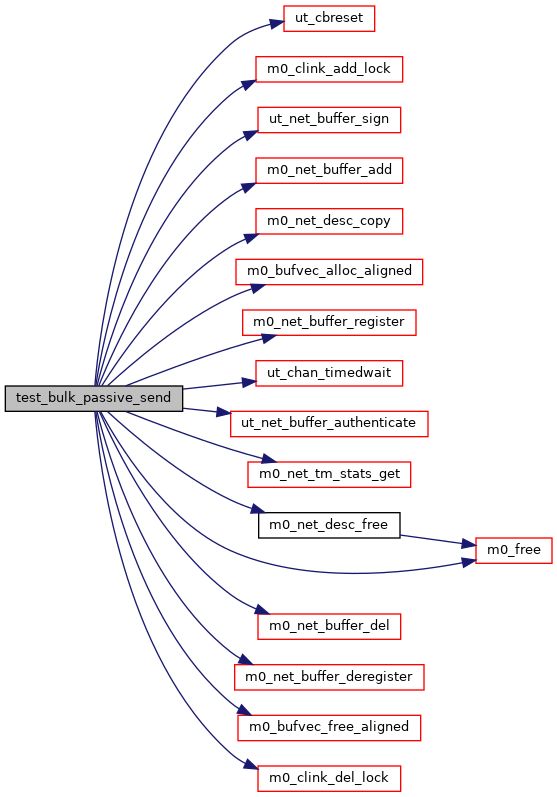 ut_cbreset
m0_clink_add_lock
ut_net_buffer_sign
m0_net_buffer_add
m0_net_desc_copy
m0_bufvec_alloc_aligned
m0_net_buffer_register
ut_chan_timedwait
test_bulk_passive_send
ut_net_buffer_authenticate
m0_net_tm_stats_get
m0_net_desc_free
m0_free
m0_net_buffer_del
m0_net_buffer_deregister
m0_bufvec_free_aligned
m0_clink_del_lock